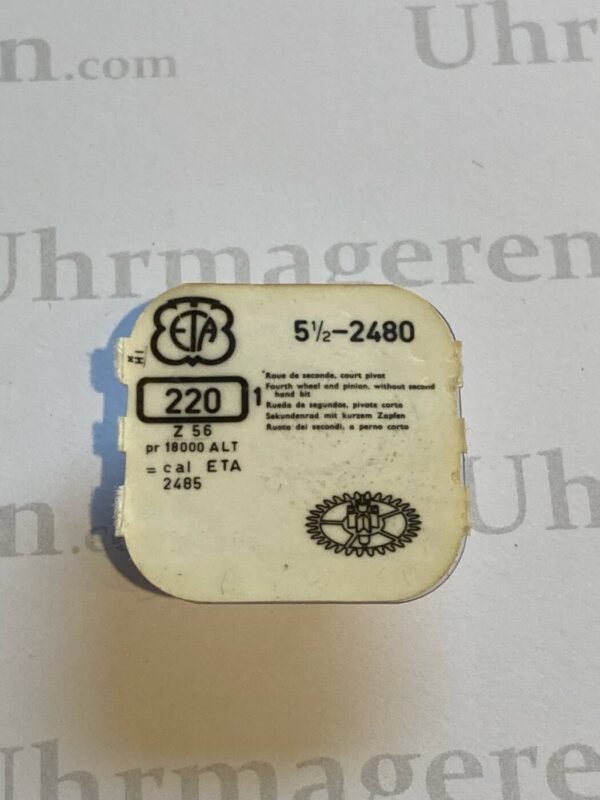 n.com
Uhr
Uhrmageren
ETA
5½-2480
220
1
Roue de seconde, court pivot
Fourth wheel and pinion, without second
hand bit
Rueda de segundos, pivote corto
Sekundenrad mit kurzem Zapfen
Ruota dei secondi, a perno corto
Z 56
pr 18000 ALT
= cal ETA
2485
n.c
Uh
Uhrmageren